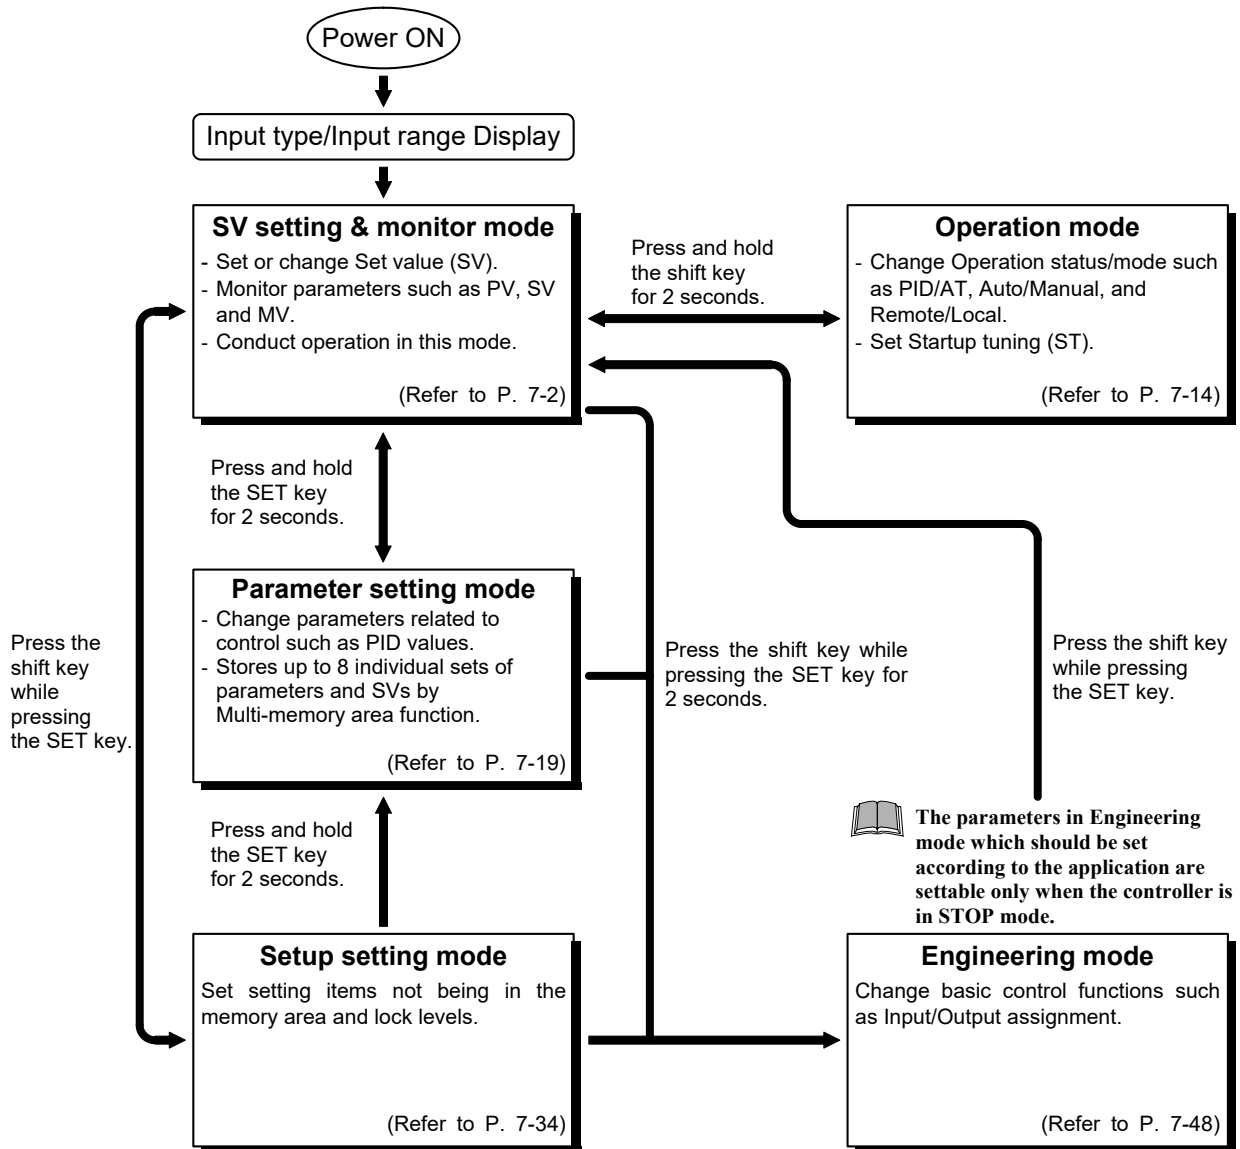 Power ON
Input type/Input range Display
SV setting & monitor mode
- Set or change Set value (SV).
- Monitor parameters such as PV, SV
and MV.
- Conduct operation in this mode.
(Refer to P. 7-2)
Press and hold
the shift key
for 2 seconds.
Operation mode
- Change Operation status/mode such
as PID/AT, Auto/Manual, and
Remote/Local.
- Set Startup tuning (ST).
(Refer to P. 7-14)
Press and hold
the SET key
for 2 seconds.
Parameter setting mode
- Change parameters related to
control such as PID values.
- Stores up to 8 individual sets of
parameters and SVs by
Multi-memory area function.
(Refer to P. 7-19)
Press the
shift key
while
pressing
the SET key.
Press the shift key while
pressing the SET key for
2 seconds.
Press the shift key
while pressing
the SET key.
Press and hold
the SET key
for 2 seconds.
The parameters in Engineering
mode which should be set
according to the application are
settable only when the controller is
in STOP mode.
Setup setting mode
Set setting items not being in the
memory area and lock levels.
(Refer to P. 7-34)
Engineering mode
Change basic control functions such
as Input/Output assignment.
(Refer to P. 7-48)